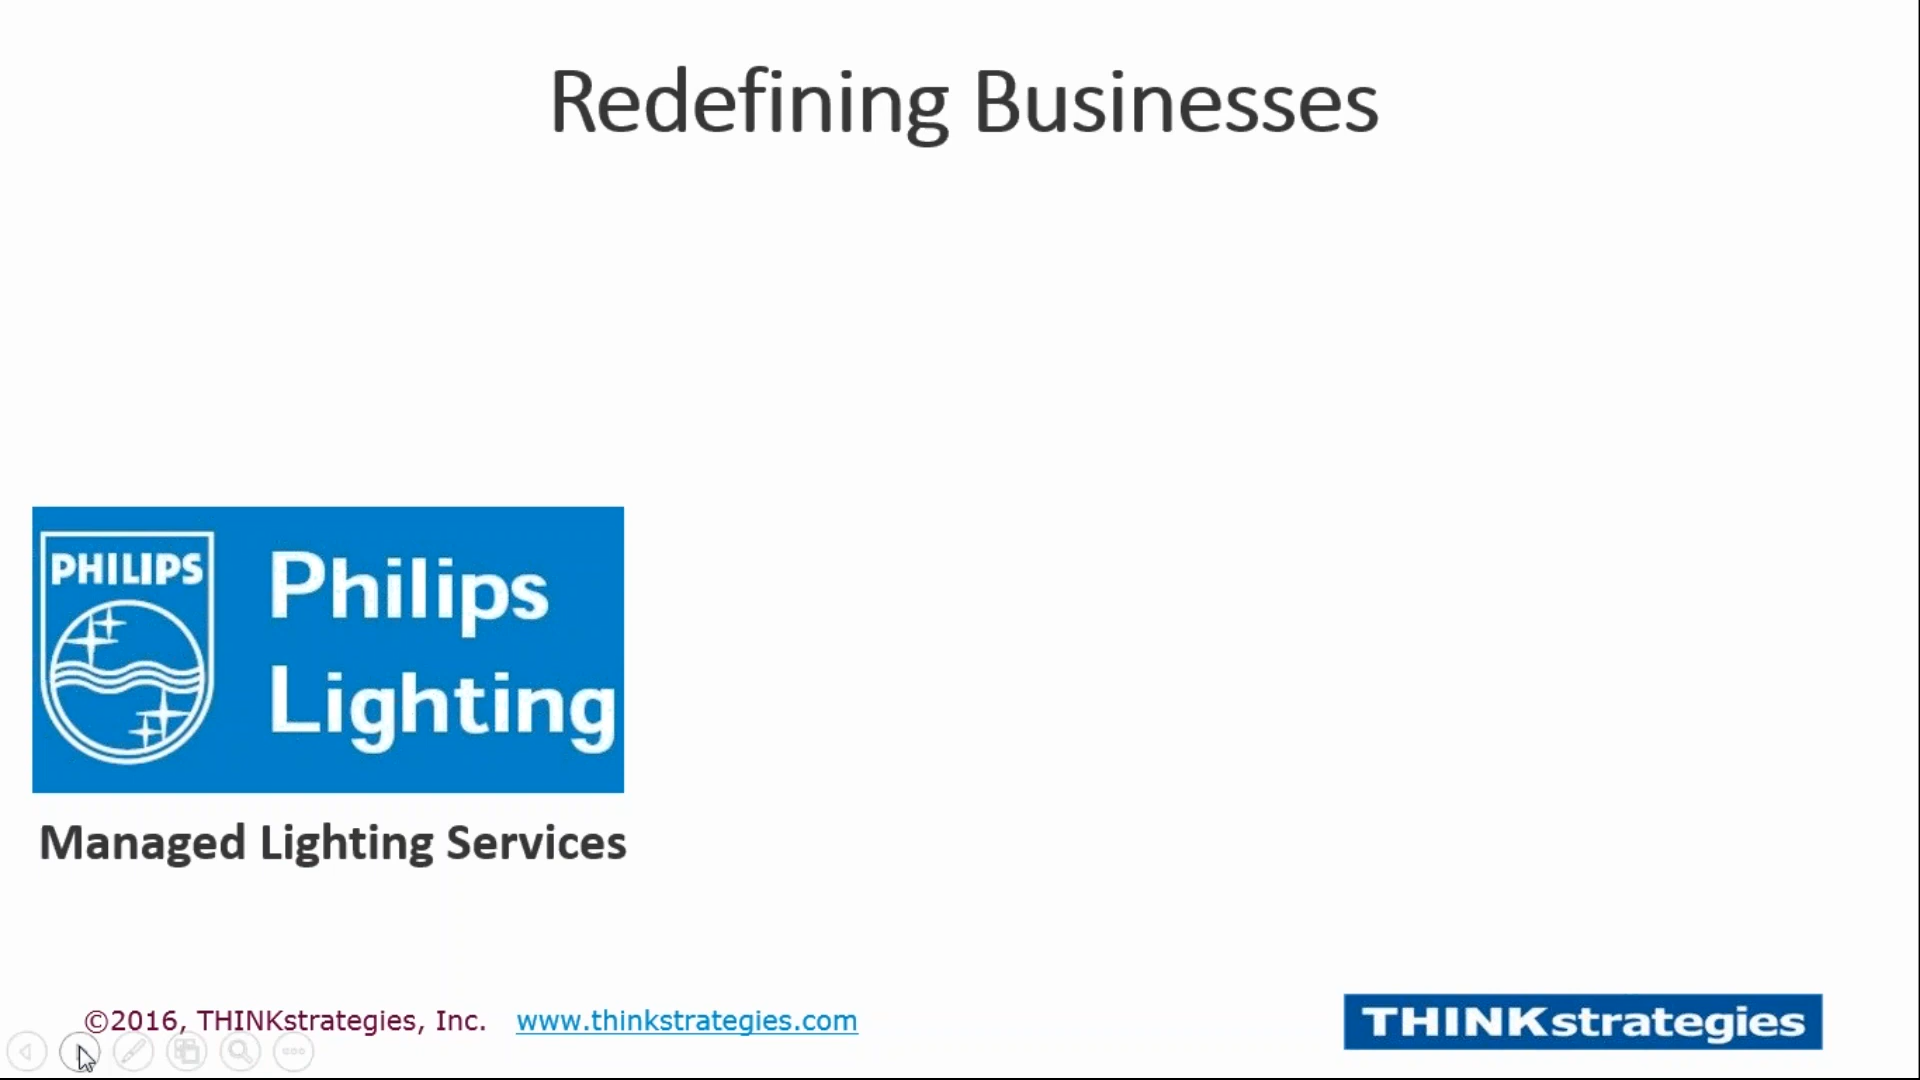 Redefining Businesses
PHILIPS
Philips
Lighting
Managed Lighting Services
©2016, THINKstrategies, Inc. www.thinkstrategies.com
THINKstrategies